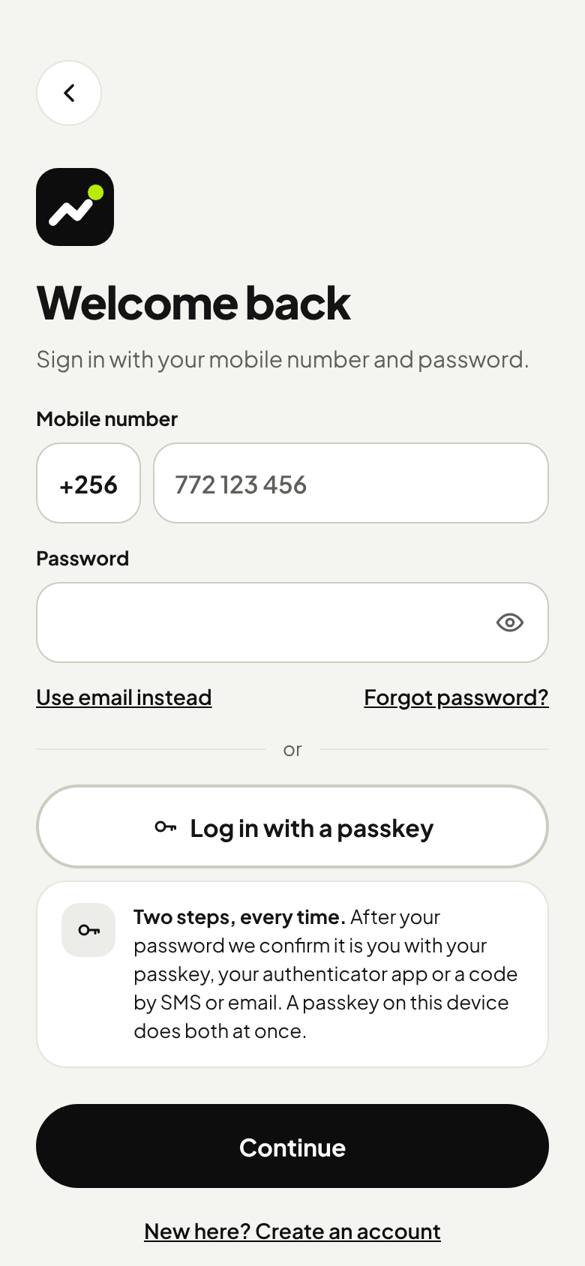 Welcome back
Sign in with your mobile number and password.
Mobile number
+256
772 123 456
Password
Use email instead
Forgot password?
or
Log in with a passkey
Two steps, every time. After your
password we confirm it is you with your
passkey, your authenticator app or a code
by SMS or email. A passkey on this device
does both at once.
Continue
New here? Create an account